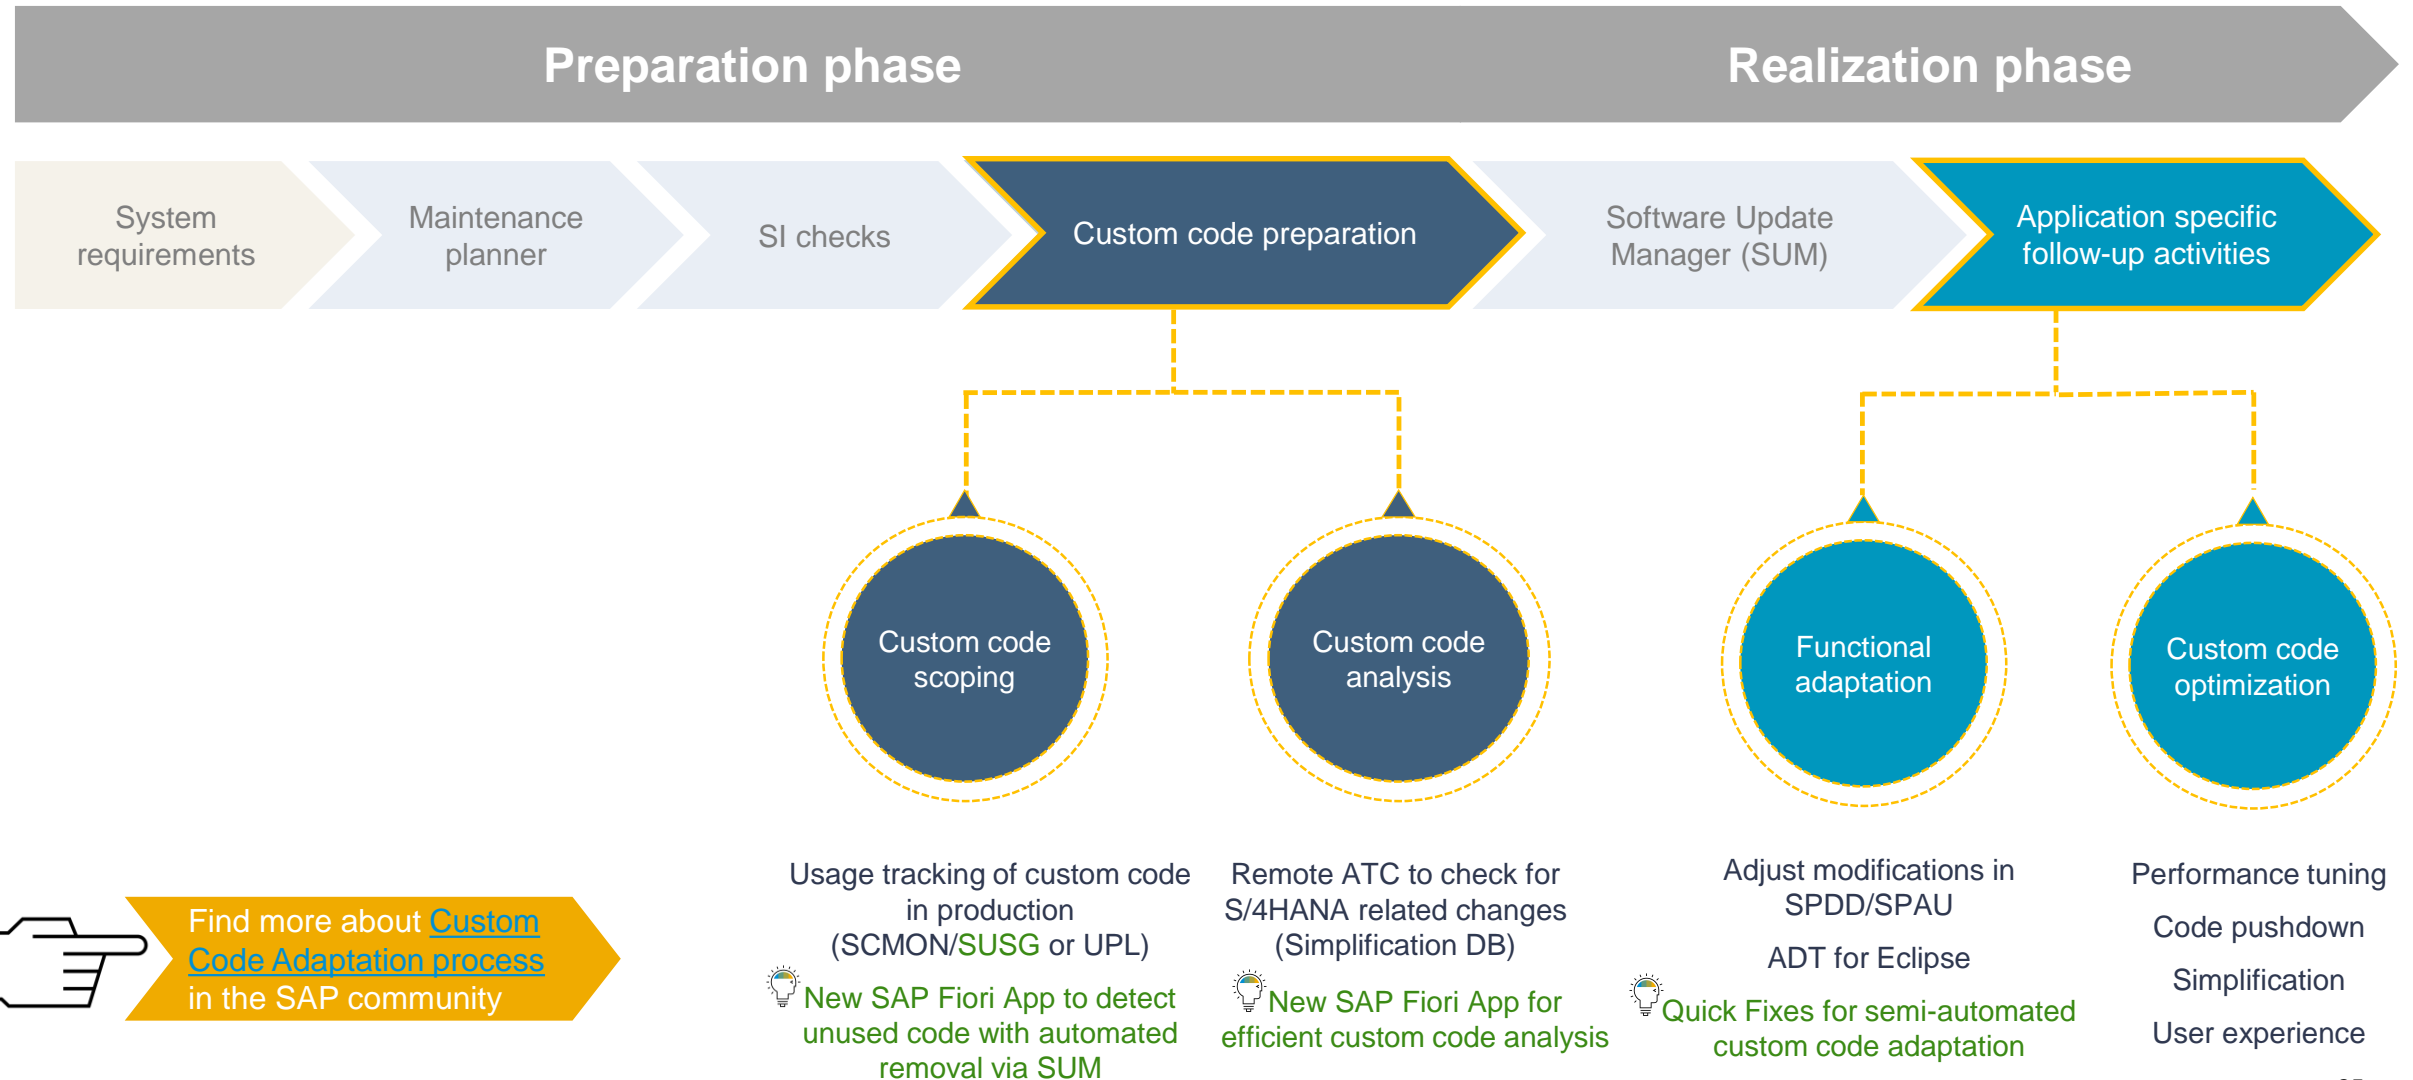 Preparation phase
Realization phase
System
requirements
Maintenance
planner
SI checks
Custom code preparation
Software Update
Manager (SUM)
Application specific
follow-up activities
Custom code
scoping
Custom code
analysis
Functional
adaptation
Custom code
optimization
Usage tracking of custom code
in production
(SCMON/SUSG or UPL)
New SAP Fiori App to detect
unused code with automated
removal via SUM
Remote ATC to check for
S/4HANA related changes
(Simplification DB)
New SAP Fiori App for
efficient custom code analysis
Adjust modifications in
SPDD/SPAU
ADT for Eclipse
Quick Fixes for semi-automated
custom code adaptation
Performance tuning
Code pushdown
Simplification
User experience
Find more about Custom
Code Adaptation process
in the SAP community